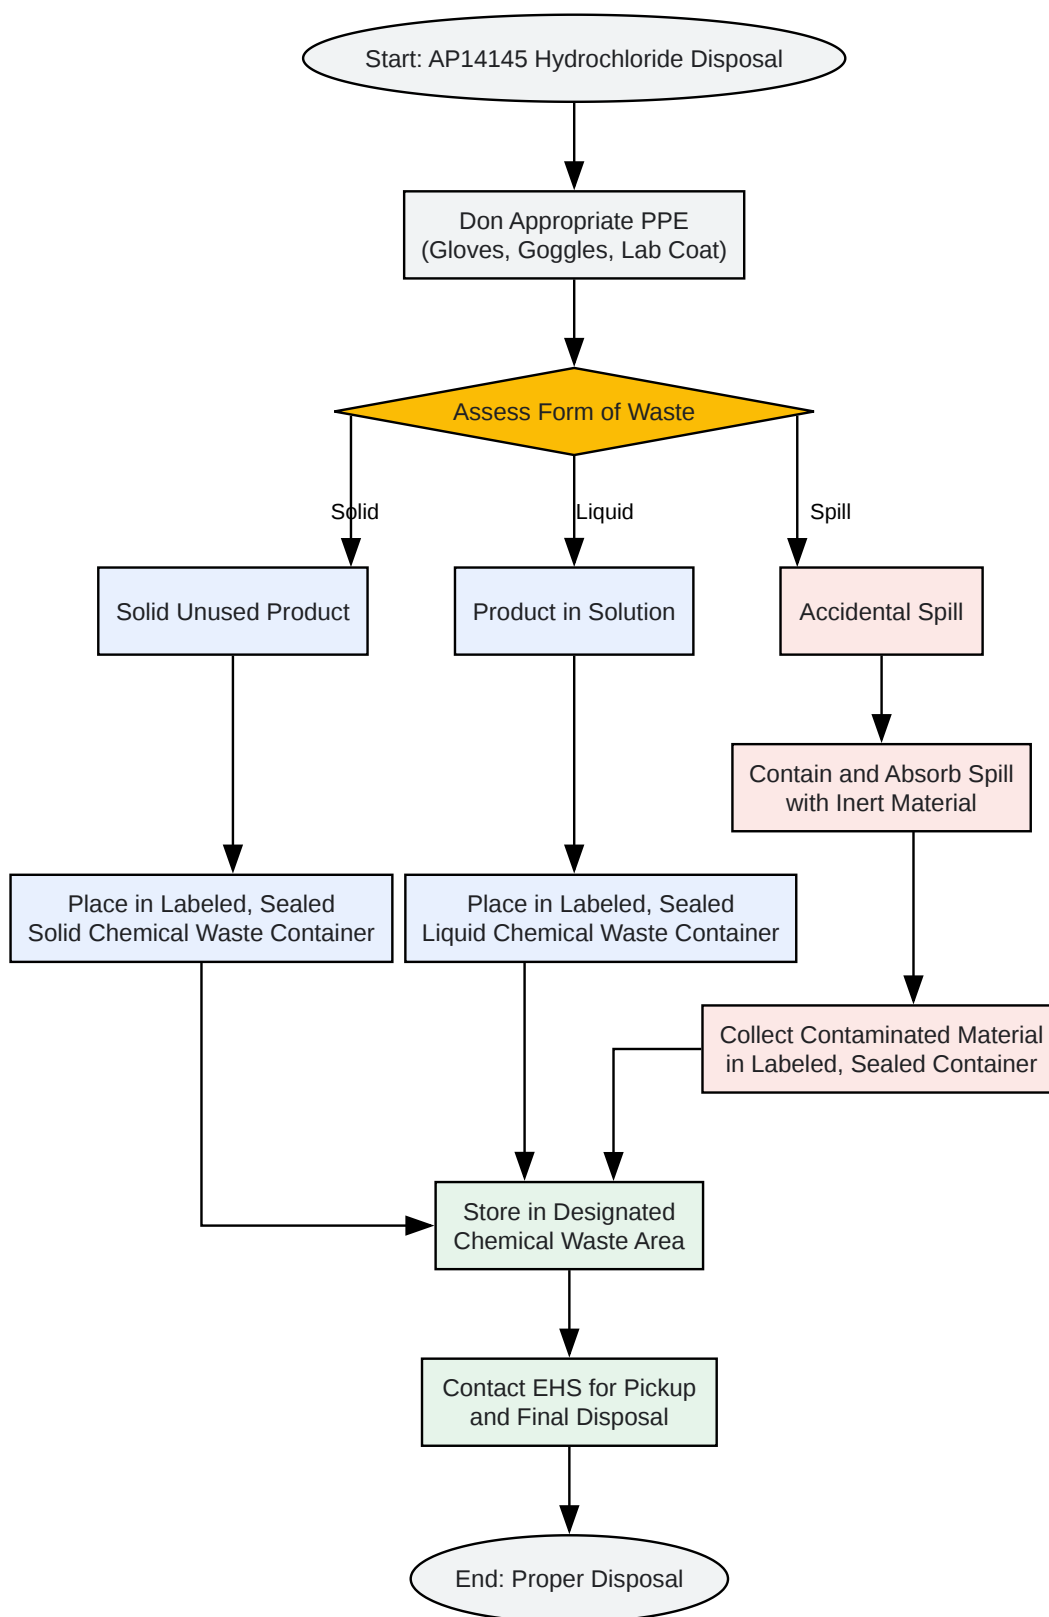 Start: AP14145 Hydrochloride Disposal
Don Appropriate PPE
(Gloves, Goggles, Lab Coat)
Assess Form of Waste
Solid
Liquid
Spill
Solid Unused Product
Product in Solution
Accidental Spill
Contain and Absorb Spill
with Inert Material
Place in Labeled, Sealed
Solid Chemical Waste Container
Place in Labeled, Sealed
Liquid Chemical Waste Container
Collect Contaminated Material
in Labeled, Sealed Container
Store in Designated
Chemical Waste Area
Contact EHS for Pickup
and Final Disposal
End: Proper Disposal